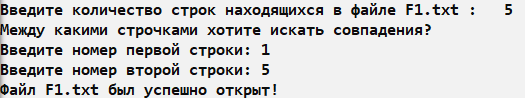 Введите количество строк находящихся в файле F1.txt :   5
Между какими строчками хотите искать совпадения?
Введите номер первой строки: 1
Введите номер второй строки: 5
Файл F1.txt был успешно открыт!